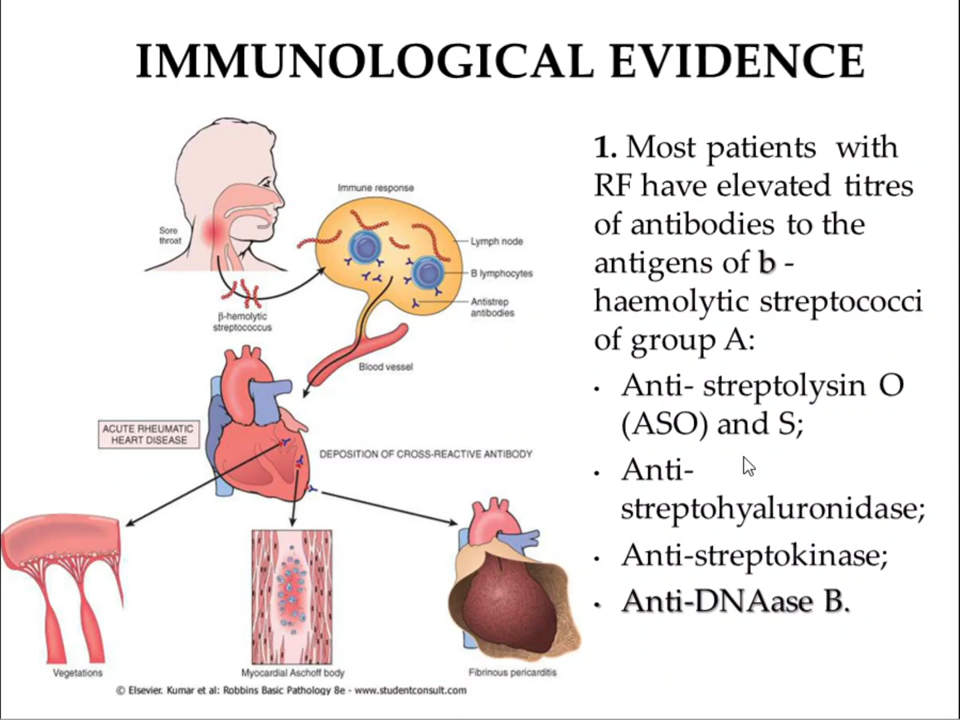 IMMUNOLOGICAL EVIDENCE
Immune response
Sore
throat
Lymph node
B lymphocytes
Antistrep
antibodies
β-hemolytic
streptococcus
Blood vessel
ACUTE RHEUMATIC
HEART DISEASE
DEPOSITION OF CROSS-REACTIVE ANTIBODY
Vegetations
Myocardial Aschoff body
Fibrinous pericarditis
© Elsevier. Kumar et al: Robbins Basic Pathology 8e - www.studentconsult.com
1. Most patients with
RF have elevated titres
of antibodies to the
antigens of b -
haemolytic streptococci
of group A:
· Anti- streptolysin O
(ASO) and S;
· Anti-
streptohyaluronidase;
· Anti-streptokinase;
· Anti-DNAase B.